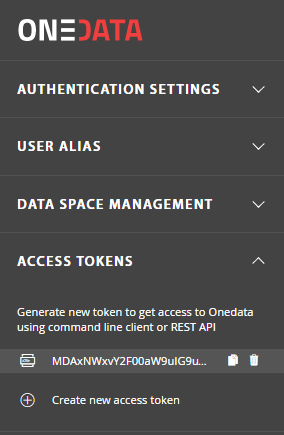 ONEDATA
AUTHENTICATION SETTINGS
USER ALIAS
DATA SPACE MANAGEMENT
ACCESS TOKENS
Generate new token to get access to Onedata
using command line client or REST API
MDAxNWxvY2F00aW9uIG9u...
Create new access token